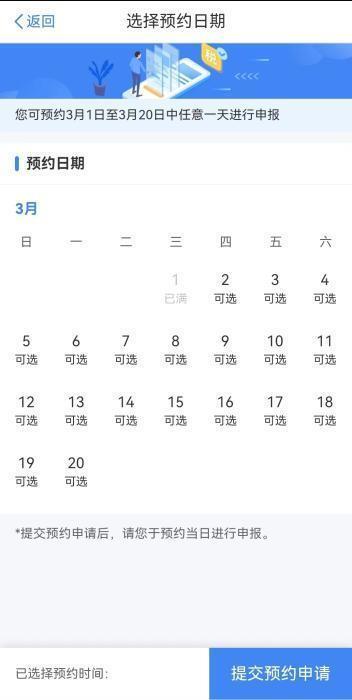 返回 选择预约日期
税
您可预约3月1日至3月20日中任意一天进行申报
预约日期
3月
日 一 二 三 四 五 六
1 2 3 4
已满 可选 可选 可选
5 6 7 8 9 10 11
可选 可选 可选 可选 可选 可选 可选
12 13 14 15 16 17 18
可选 可选 可选 可选 可选 可选 可选
19 20
可选 可选
*提交预约申请后，请您于预约当日进行申报。
已选择预约时间： 提交预约申请